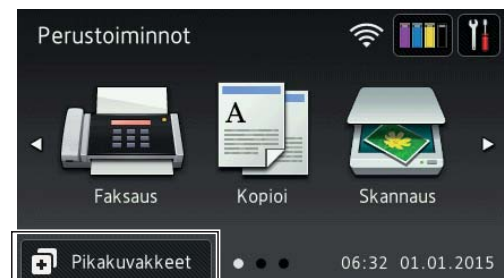 Perustoiminnot
A
Faksaus Kopioi Skannaus
Pikakuvakkeet 06:32 01.01.2015